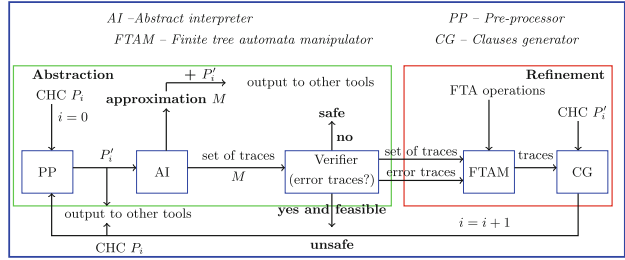 AI –Abstract interpreter
PP – Pre-processor
FTAM – Finite tree automata manipulator
CG – Clauses generator
Abstraction
+ P′ᵢ
output to other tools
Refinement
CHC Pᵢ
approximation M
FTA operations
i = 0
safe
CHC P′ᵢ
no
P′ᵢ
set of traces
set of traces
traces
PP
AI
M
Verifier
(error traces?)
error traces
FTAM
CG
output to other tools
yes and feasible
i = i + 1
CHC Pᵢ
unsafe